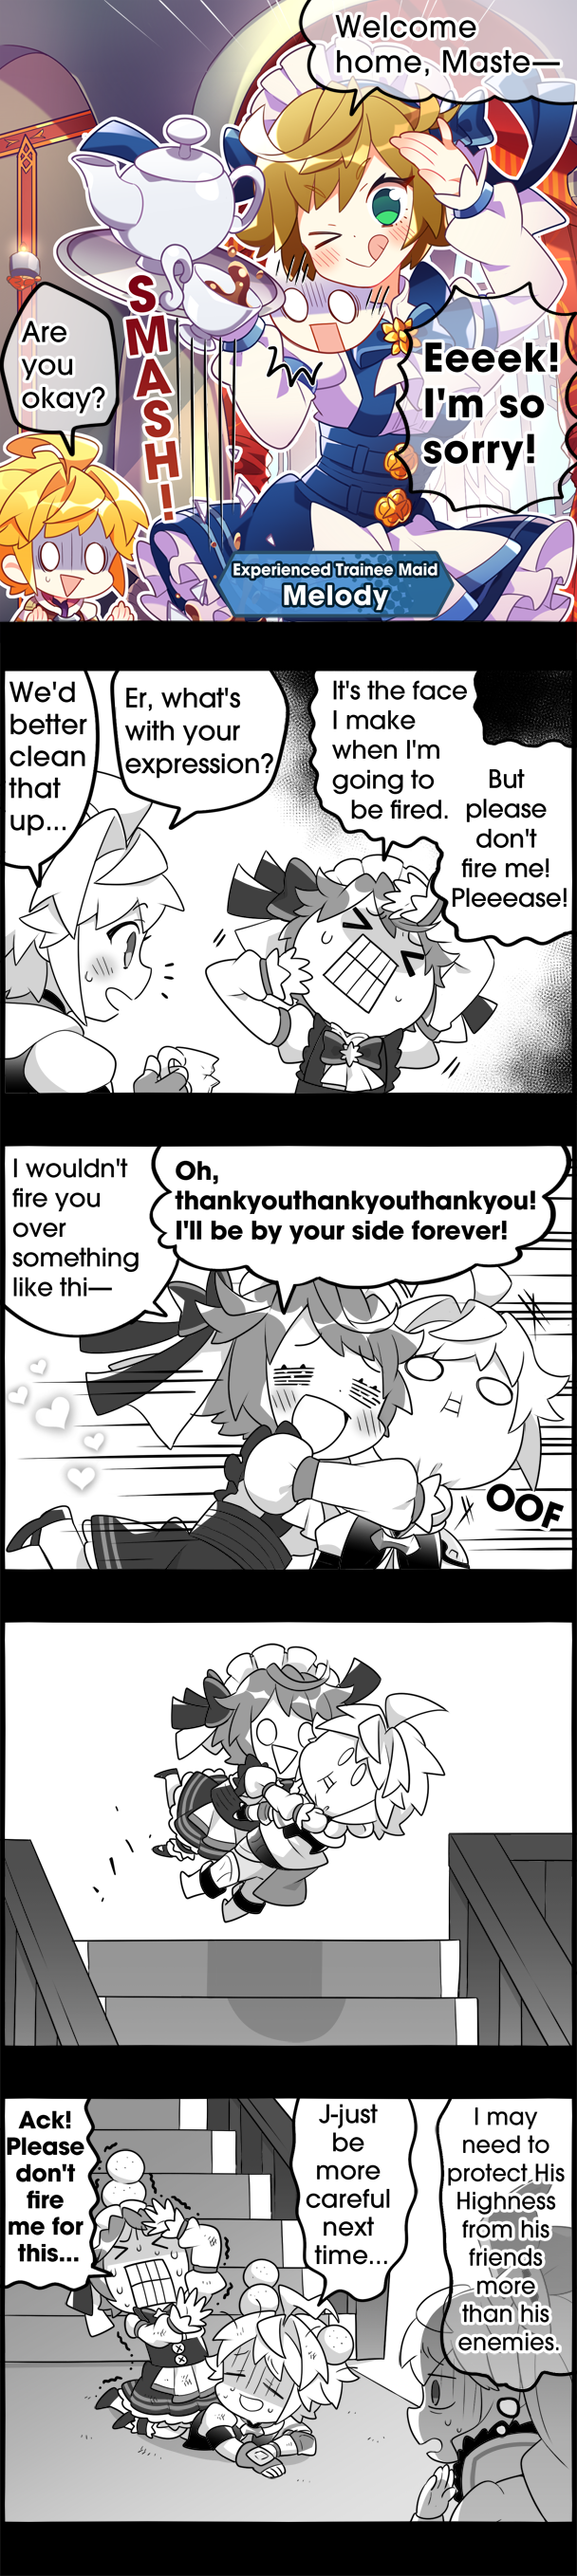 Welcome
home, Maste—
SMASH!
Are
you
okay?
Eeeek!
I'm so
sorry!
Experienced Trainee Maid
Melody
We'd
better
clean
that
up...
Er, what's
with your
expression?
It's the face
I make
when I'm
going to
be fired.
But
please
don't
fire me!
Pleeease!
I wouldn't
fire you
over
something
like thi—
Oh,
thankyouthankyouthankyou!
I'll be by your side forever!
OOF
Ack!
Please
don't
fire
me for
this...
J-just
be
more
careful
next
time...
I may
need to
protect His
Highness
from his
friends
more
than his
enemies.